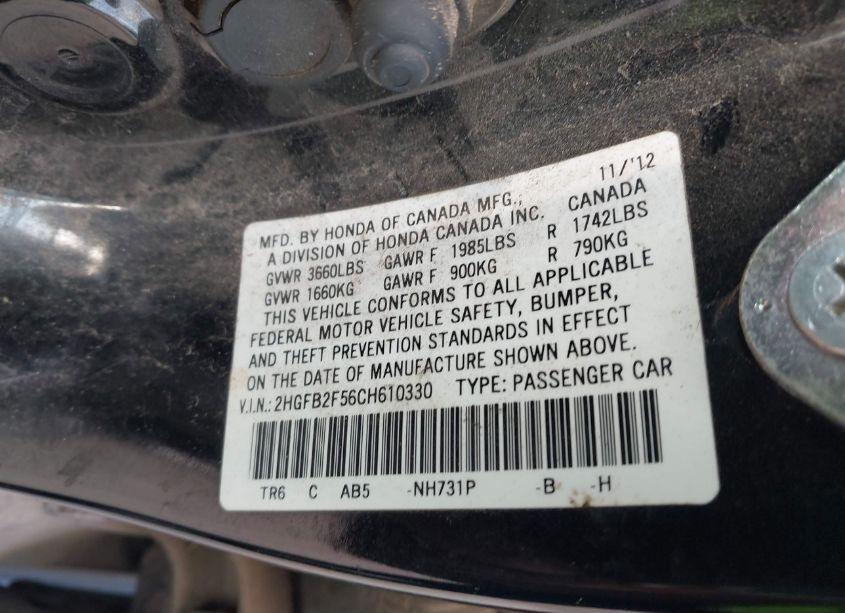 11/'12
MFD. BY HONDA OF CANADA MFG.,
A DIVISION OF HONDA CANADA INC. CANADA
GVWR 3660LBS GAWR F 1985LBS R 1742LBS
GVWR 1660KG GAWR F 900KG R 790KG
THIS VEHICLE CONFORMS TO ALL APPLICABLE
FEDERAL MOTOR VEHICLE SAFETY, BUMPER,
AND THEFT PREVENTION STANDARDS IN EFFECT
ON THE DATE OF MANUFACTURE SHOWN ABOVE.
V.I.N.: 2HGFB2F56CH610330 TYPE: PASSENGER CAR
TR6 C AB5 -NH731P -B -H